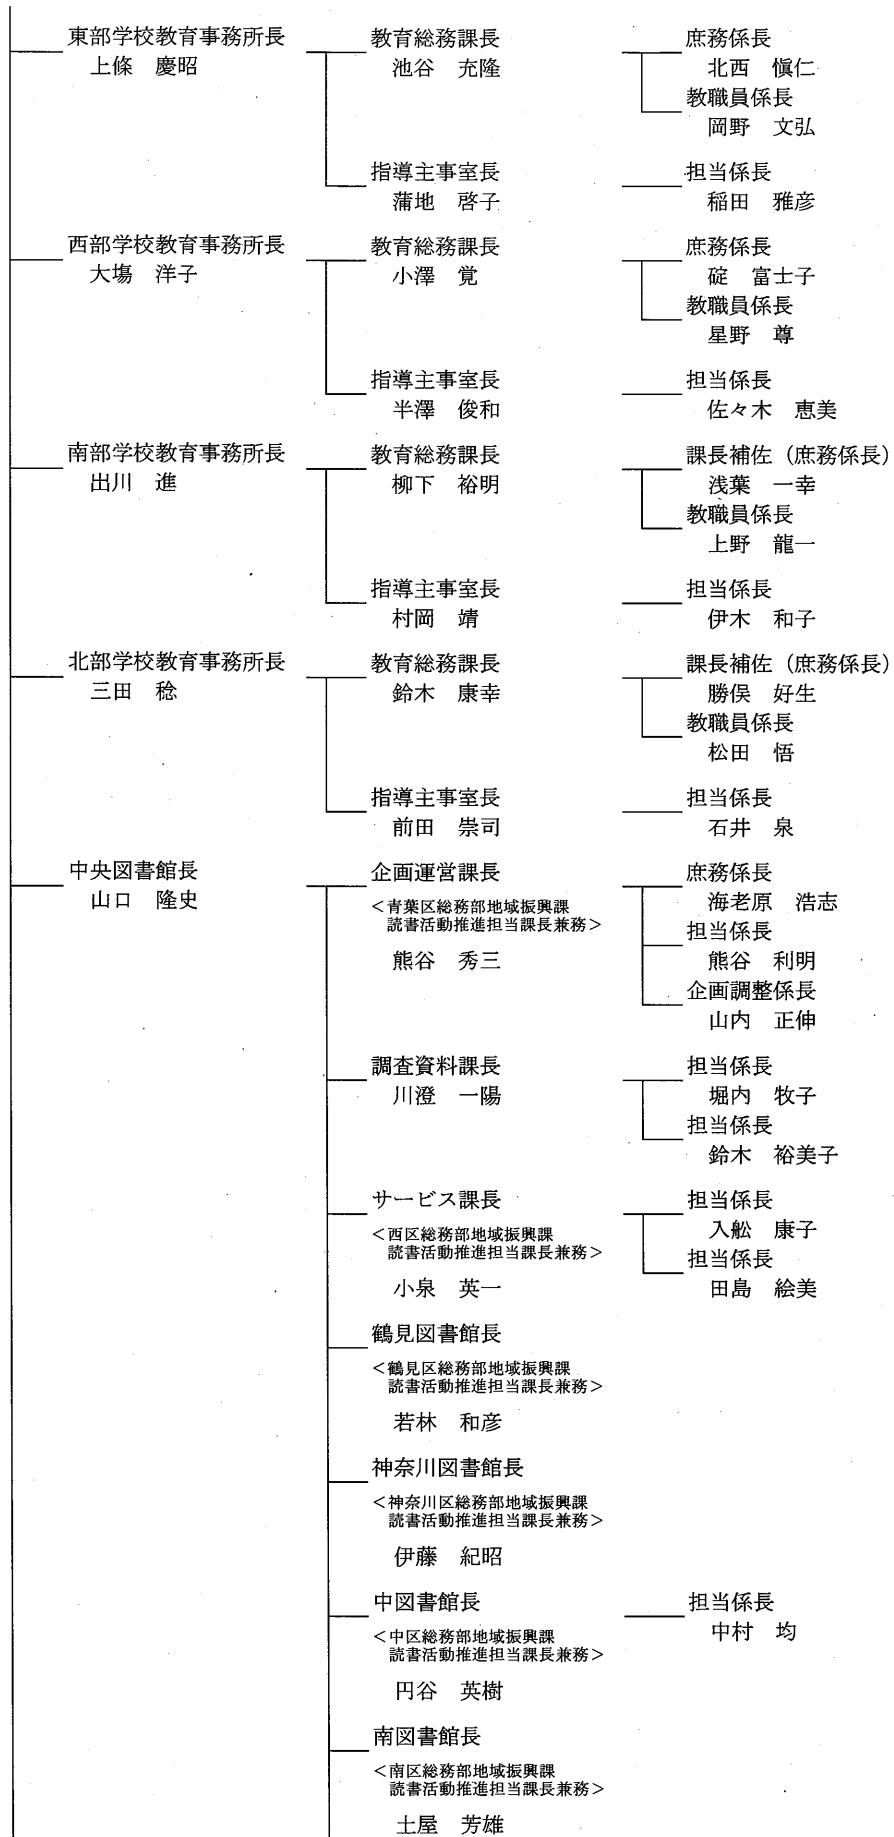 東部学校教育事務所長
上條　慶昭
教育総務課長
池谷　充隆
庶務係長
北西　愼仁
教職員係長
岡野　文弘
指導主事室長
蒲地　啓子
担当係長
稲田　雅彦
西部学校教育事務所長
大塲　洋子
教育総務課長
小澤　覚
庶務係長
碇　富士子
教職員係長
星野　尊
指導主事室長
半澤　俊和
担当係長
佐々木　恵美
南部学校教育事務所長
出川　進
教育総務課長
柳下　裕明
課長補佐（庶務係長）
浅葉　一幸
教職員係長
上野　龍一
指導主事室長
村岡　靖
担当係長
伊木　和子
北部学校教育事務所長
三田　稔
教育総務課長
鈴木　康幸
課長補佐（庶務係長）
勝俣　好生
教職員係長
松田　悟
指導主事室長
前田　崇司
担当係長
石井　泉
中央図書館長
山口　隆史
企画運営課長
＜青葉区総務部地域振興課
読書活動推進担当課長兼務＞
熊谷　秀三
庶務係長
海老原　浩志
担当係長
熊谷　利明
企画調整係長
山内　正伸
調査資料課長
川澄　一陽
担当係長
堀内　牧子
担当係長
鈴木　裕美子
サービス課長
＜西区総務部地域振興課
読書活動推進担当課長兼務＞
小泉　英一
担当係長
入舩　康子
担当係長
田島　絵美
鶴見図書館長
＜鶴見区総務部地域振興課
読書活動推進担当課長兼務＞
若林　和彦
神奈川図書館長
＜神奈川区総務部地域振興課
読書活動推進担当課長兼務＞
伊藤　紀昭
中図書館長
＜中区総務部地域振興課
読書活動推進担当課長兼務＞
円谷　英樹
担当係長
中村　均
南図書館長
＜南区総務部地域振興課
読書活動推進担当課長兼務＞
土屋　芳雄